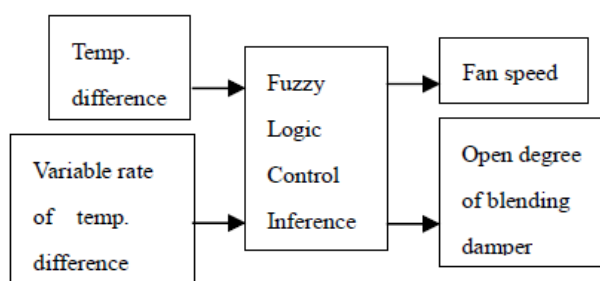 Temp.
difference
Variable rate
of temp.
difference
Fuzzy
Logic
Control
Inference
Fan speed
Open degree
of blending
damper